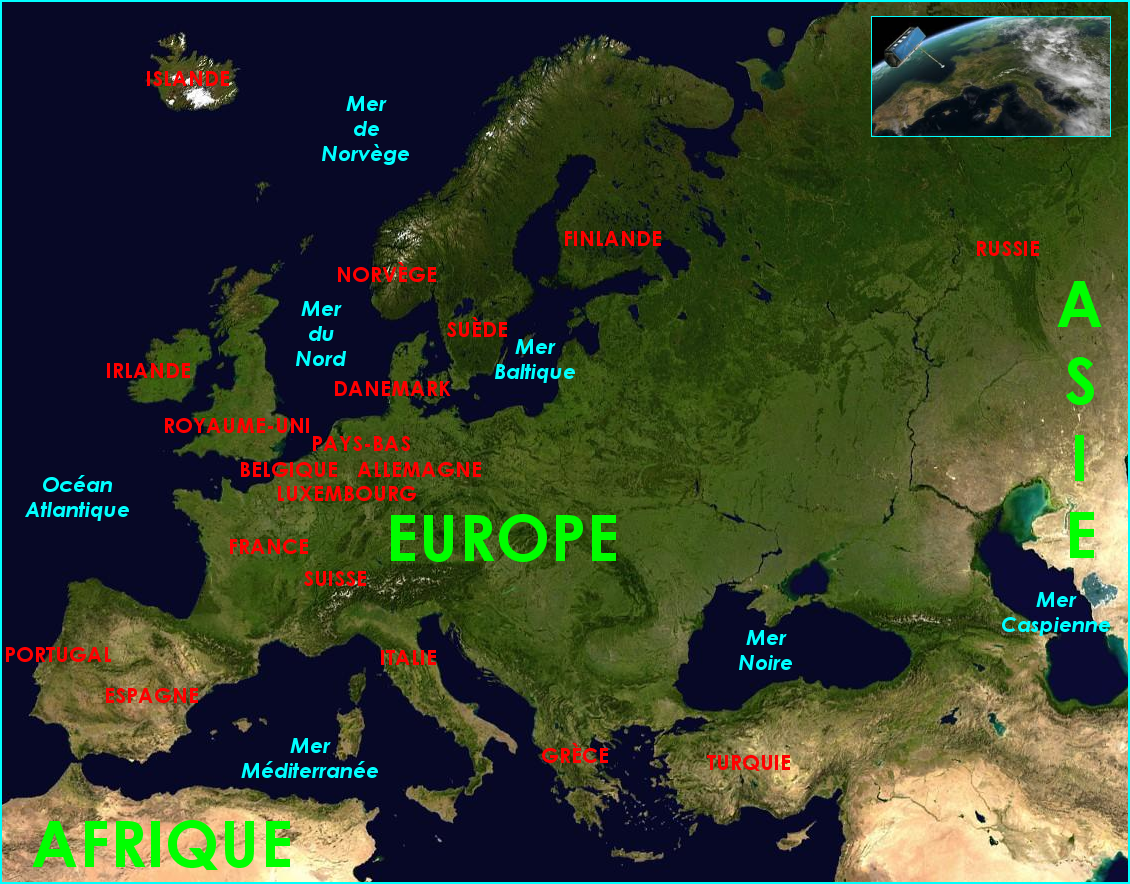 ISLANDE
Mer
de
Norvège
FINLANDE
RUSSIE
NORVÈGE
Mer
du
Nord
SUÈDE
Mer
Baltique
IRLANDE
DANEMARK
ROYAUME-UNI
PAYS-BAS
BELGIQUE ALLEMAGNE
LUXEMBOURG
Océan
Atlantique
EUROPE
FRANCE
SUISSE
A
S
I
E
Mer
Caspienne
Mer
Noire
PORTUGAL
ITALIE
ESPAGNE
Mer
Méditerranée
GRÈCE
TURQUIE
AFRIQUE